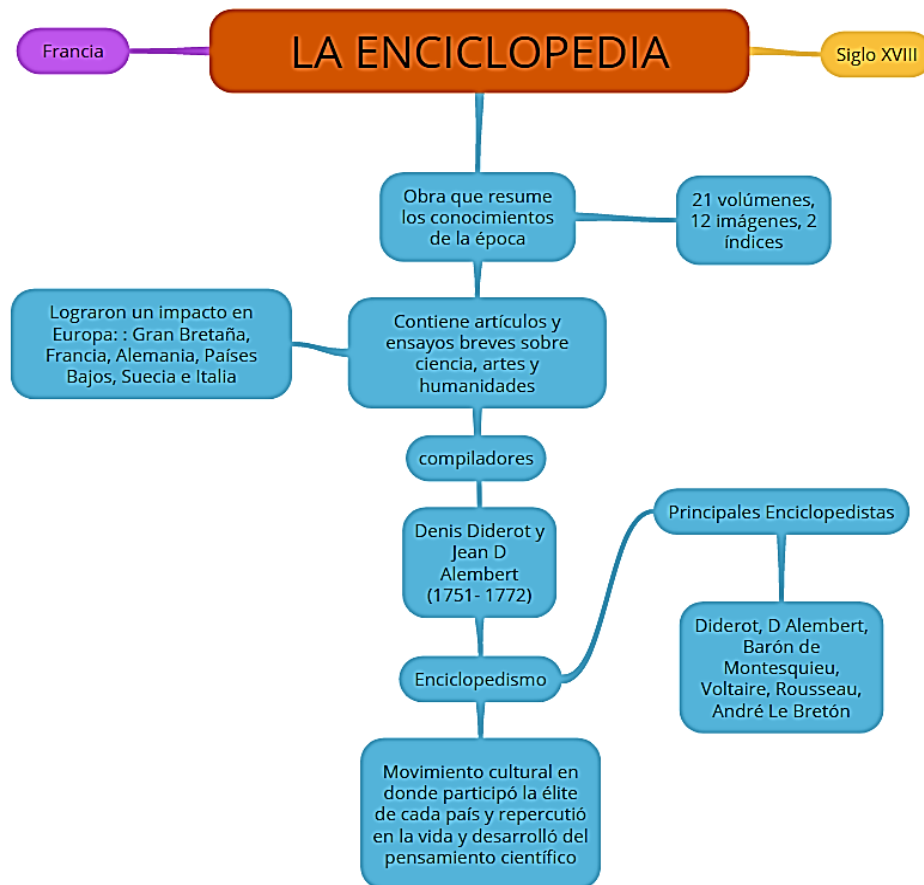 Francia
LA ENCICLOPEDIA
Siglo XVIII
Obra que resume
los conocimientos
de la época
21 volúmenes,
12 imágenes, 2
índices
Lograron un impacto en
Europa: : Gran Bretaña,
Francia, Alemania, Países
Bajos, Suecia e Italia
Contiene artículos y
ensayos breves sobre
ciencia, artes y
humanidades
compiladores
Denis Diderot y
Jean D
Alembert
(1751- 1772)
Principales Enciclopedistas
Diderot, D Alembert,
Barón de
Montesquieu,
Voltaire, Rousseau,
André Le Bretón
Enciclopedismo
Movimiento cultural en
donde participó la élite
de cada país y repercutió
en la vida y desarrolló del
pensamiento científico